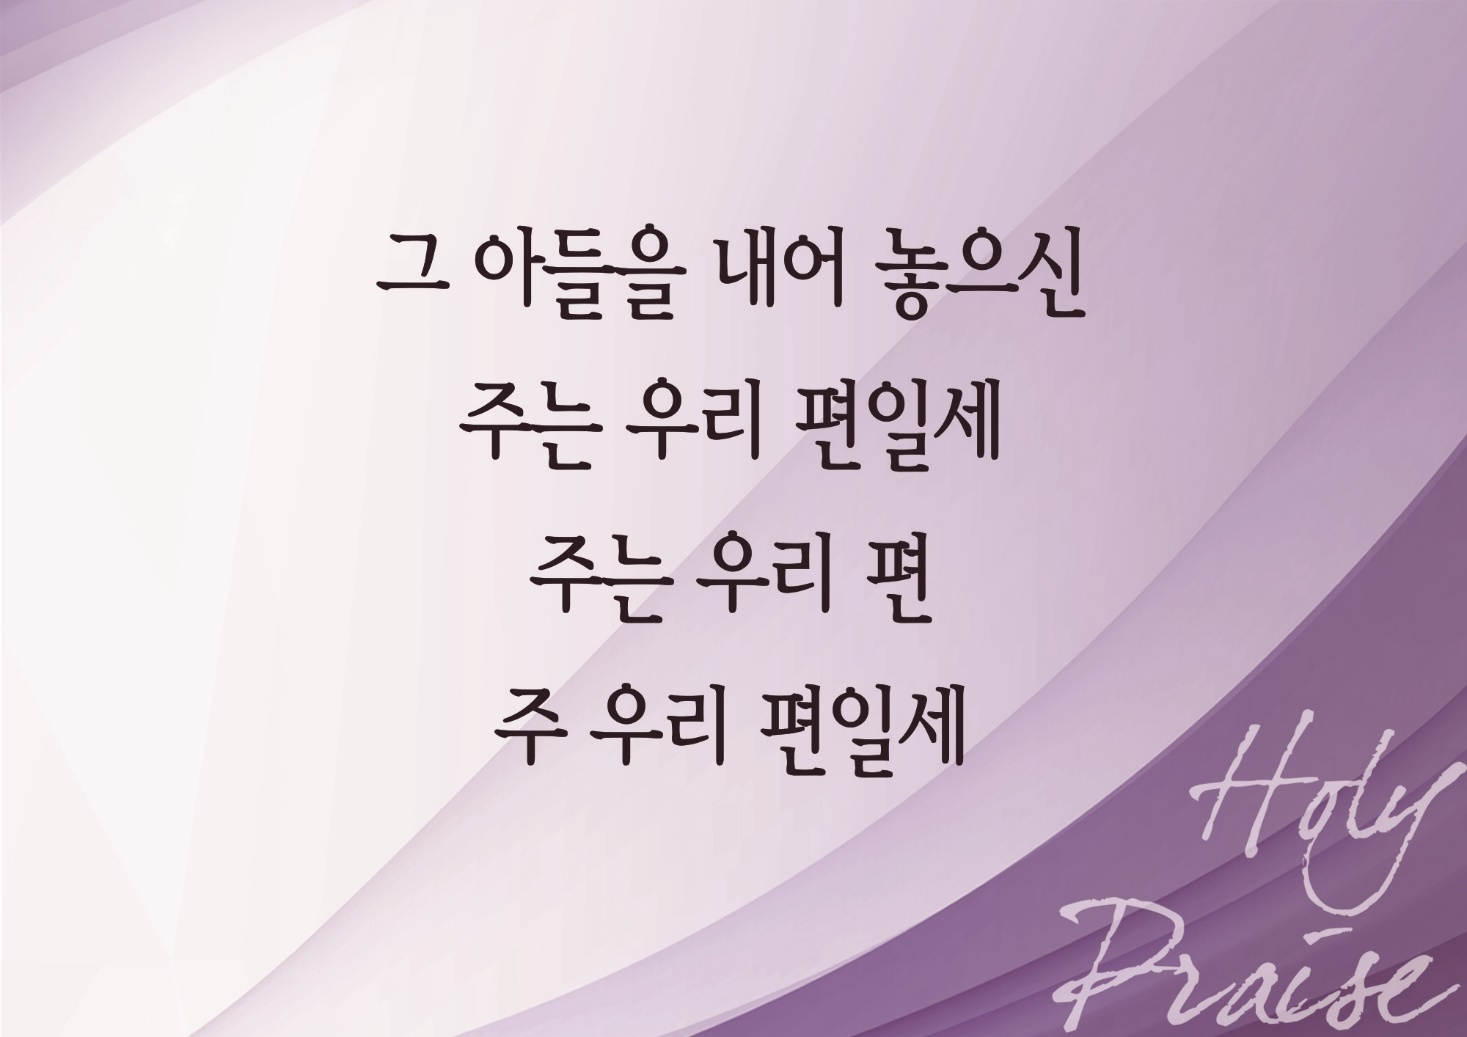 그 아들을 내어 놓으신
주는 우리 편일세
주는 우리 편
주 우리 편일세
Holy
Praise